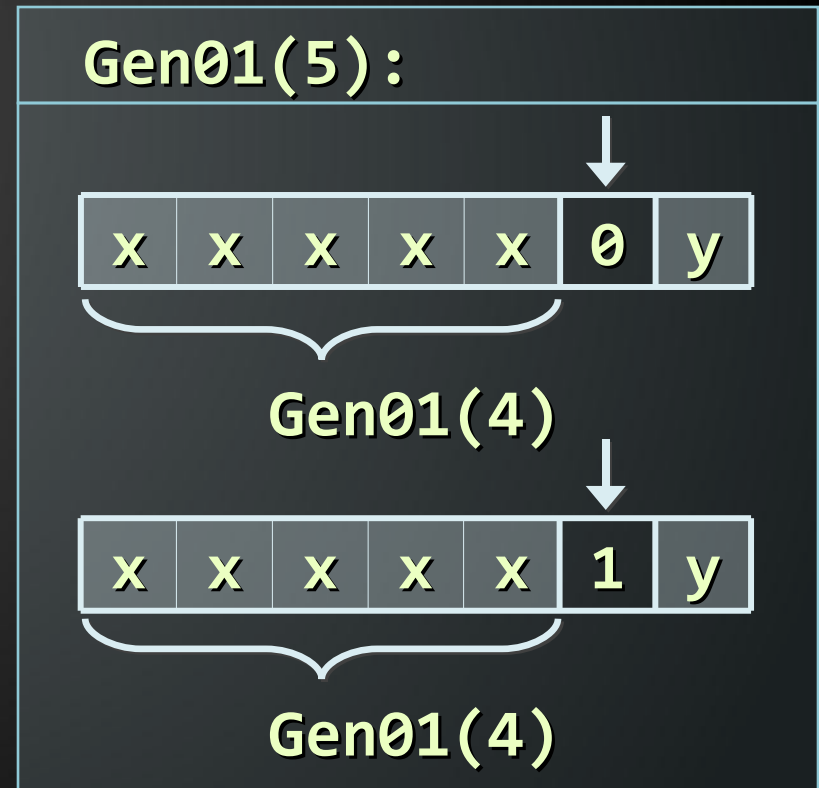 Gen01(5):
x x x x x 0 y
Gen01(4)
x x x x x 1 y
Gen01(4)